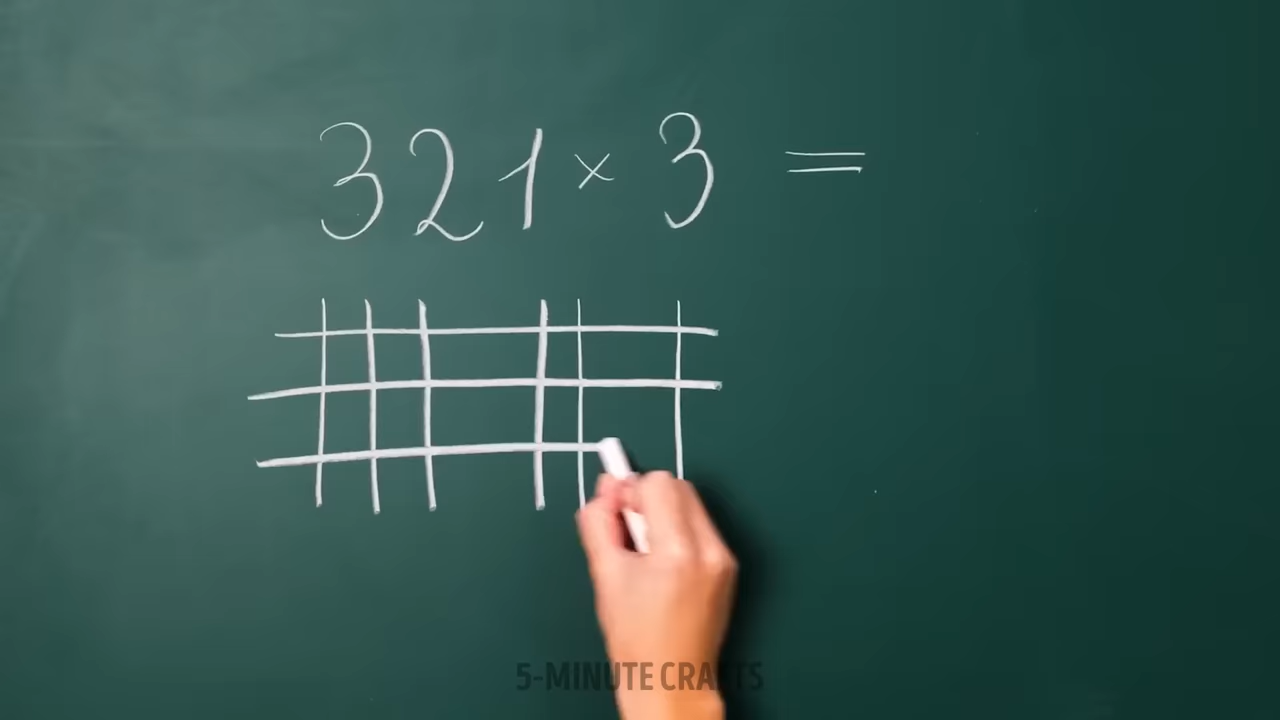 321 × 3 =
5-MINUTE CRAFTS